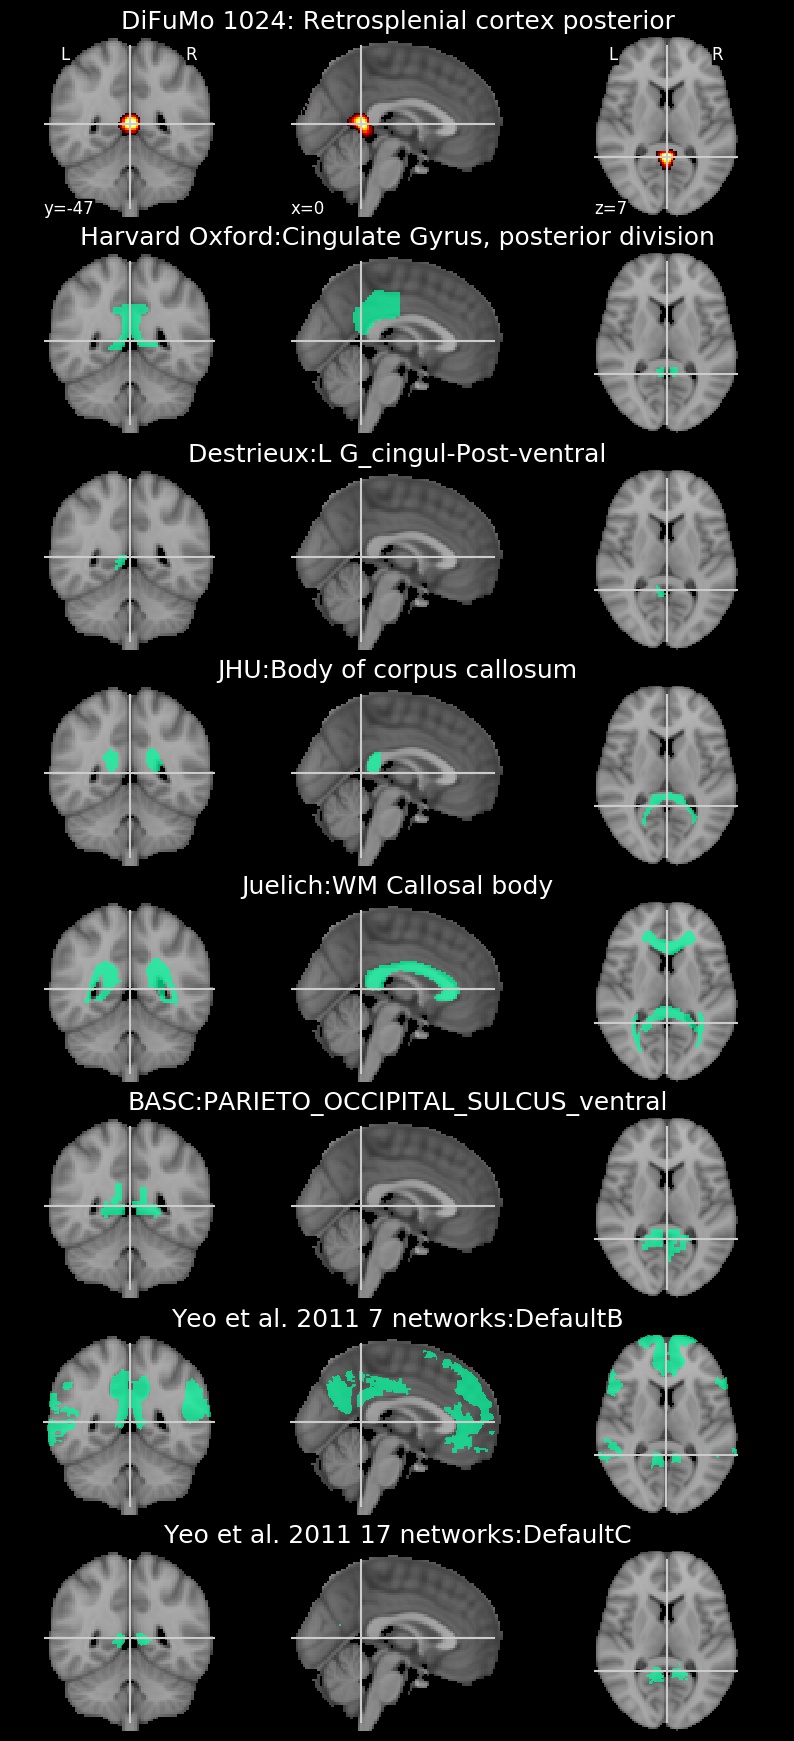 DiFuMo 1024: Retrosplenial cortex posterior
L R L R
y=-47 x=0 z=7
Harvard Oxford:Cingulate Gyrus, posterior division
Destrieux:L G_cingul-Post-ventral
JHU:Body of corpus callosum
Juelich:WM Callosal body
BASC:PARIETO_OCCIPITAL_SULCUS_ventral
Yeo et al. 2011 7 networks:DefaultB
Yeo et al. 2011 17 networks:DefaultC